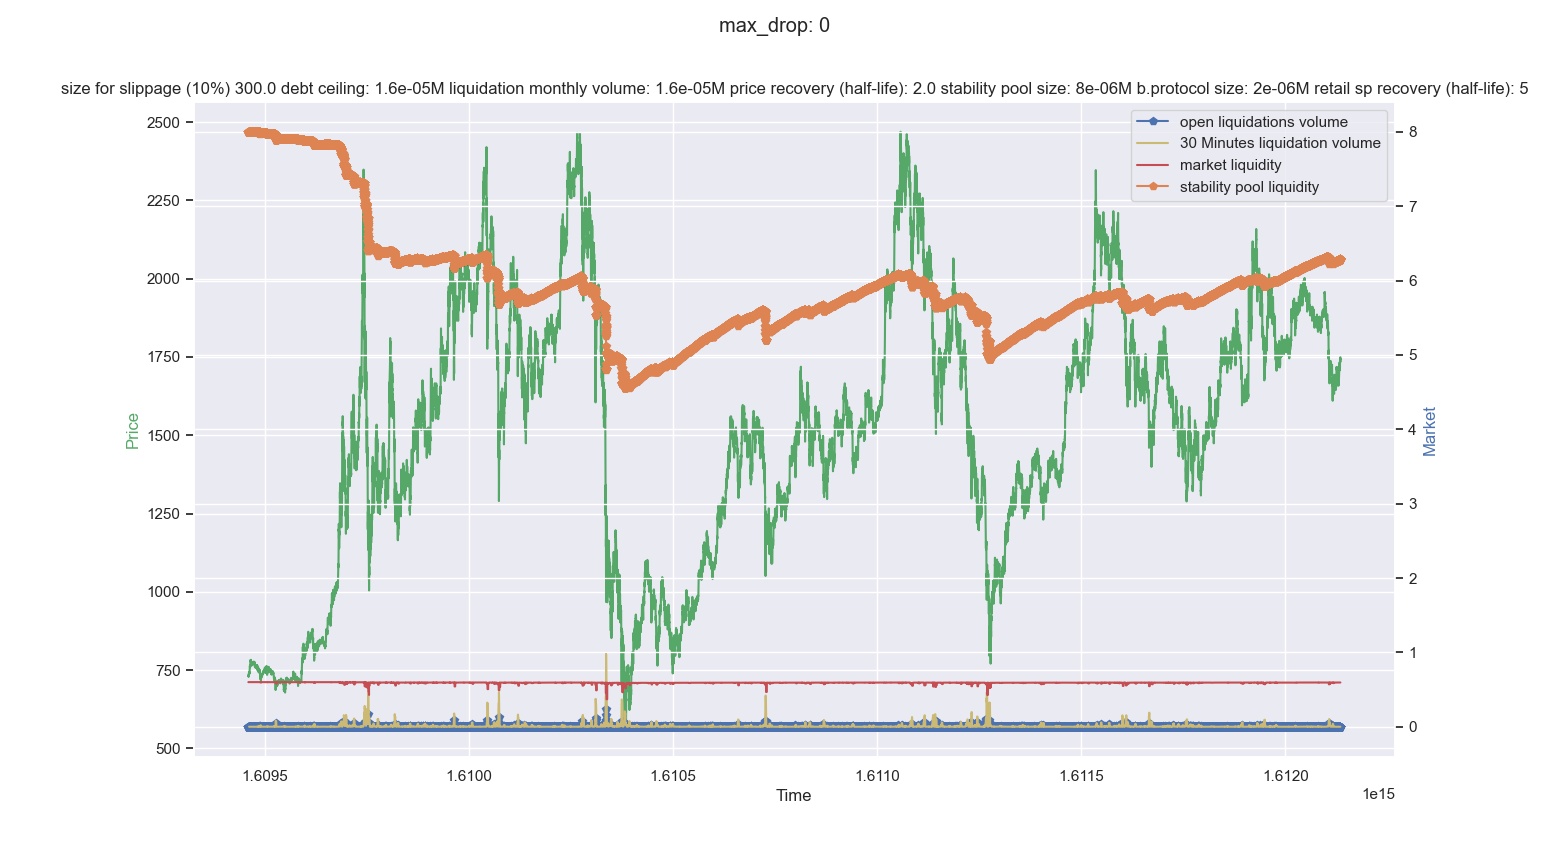 max_drop: 0
size for slippage (10%) 300.0 debt ceiling: 1.6e-05M liquidation monthly volume: 1.6e-05M price recovery (half-life): 2.0 stability pool size: 8e-06M b.protocol size: 2e-06M retail sp recovery (half-life): 5
open liquidations volume
30 Minutes liquidation volume
market liquidity
stability pool liquidity
2500
2250
2000
1750
1500
1250
1000
750
500
Price
8
7
6
5
4
3
2
1
0
Market
1.6095 1.6100 1.6105 1.6110 1.6115 1.6120
Time
1e15